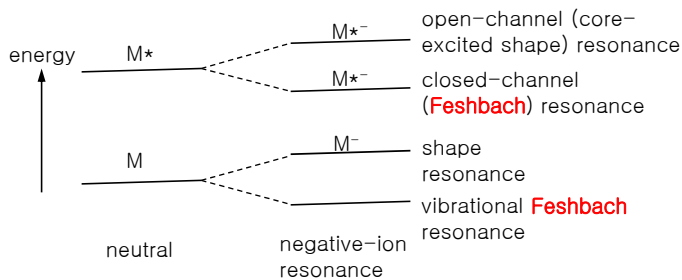 open-channel (core-
excited shape) resonance
energy
M*
M*⁻
M*⁻
closed-channel
(Feshbach) resonance
M
M⁻
shape
resonance
vibrational Feshbach
resonance
neutral
negative-ion
resonance